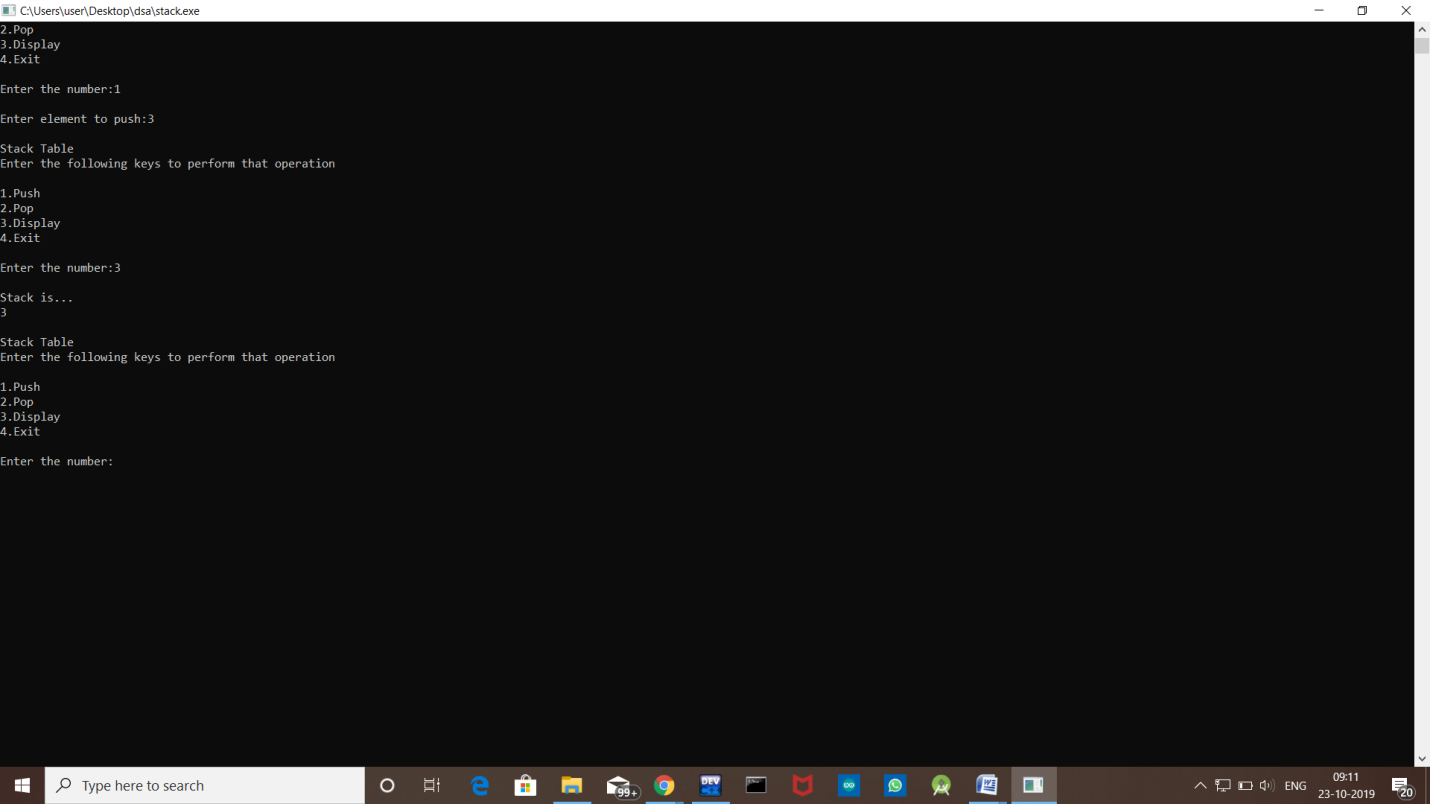 C:\Users\user\Desktop\dsa\stack.exe
2.Pop
3.Display
4.Exit
Enter the number:1
Enter element to push:3
Stack Table
Enter the following keys to perform that operation
1.Push
2.Pop
3.Display
4.Exit
Enter the number:3
Stack is...
3
Stack Table
Enter the following keys to perform that operation
1.Push
2.Pop
3.Display
4.Exit
Enter the number:
Type here to search
99+
DEV
ENG
09:11
23-10-2019
20